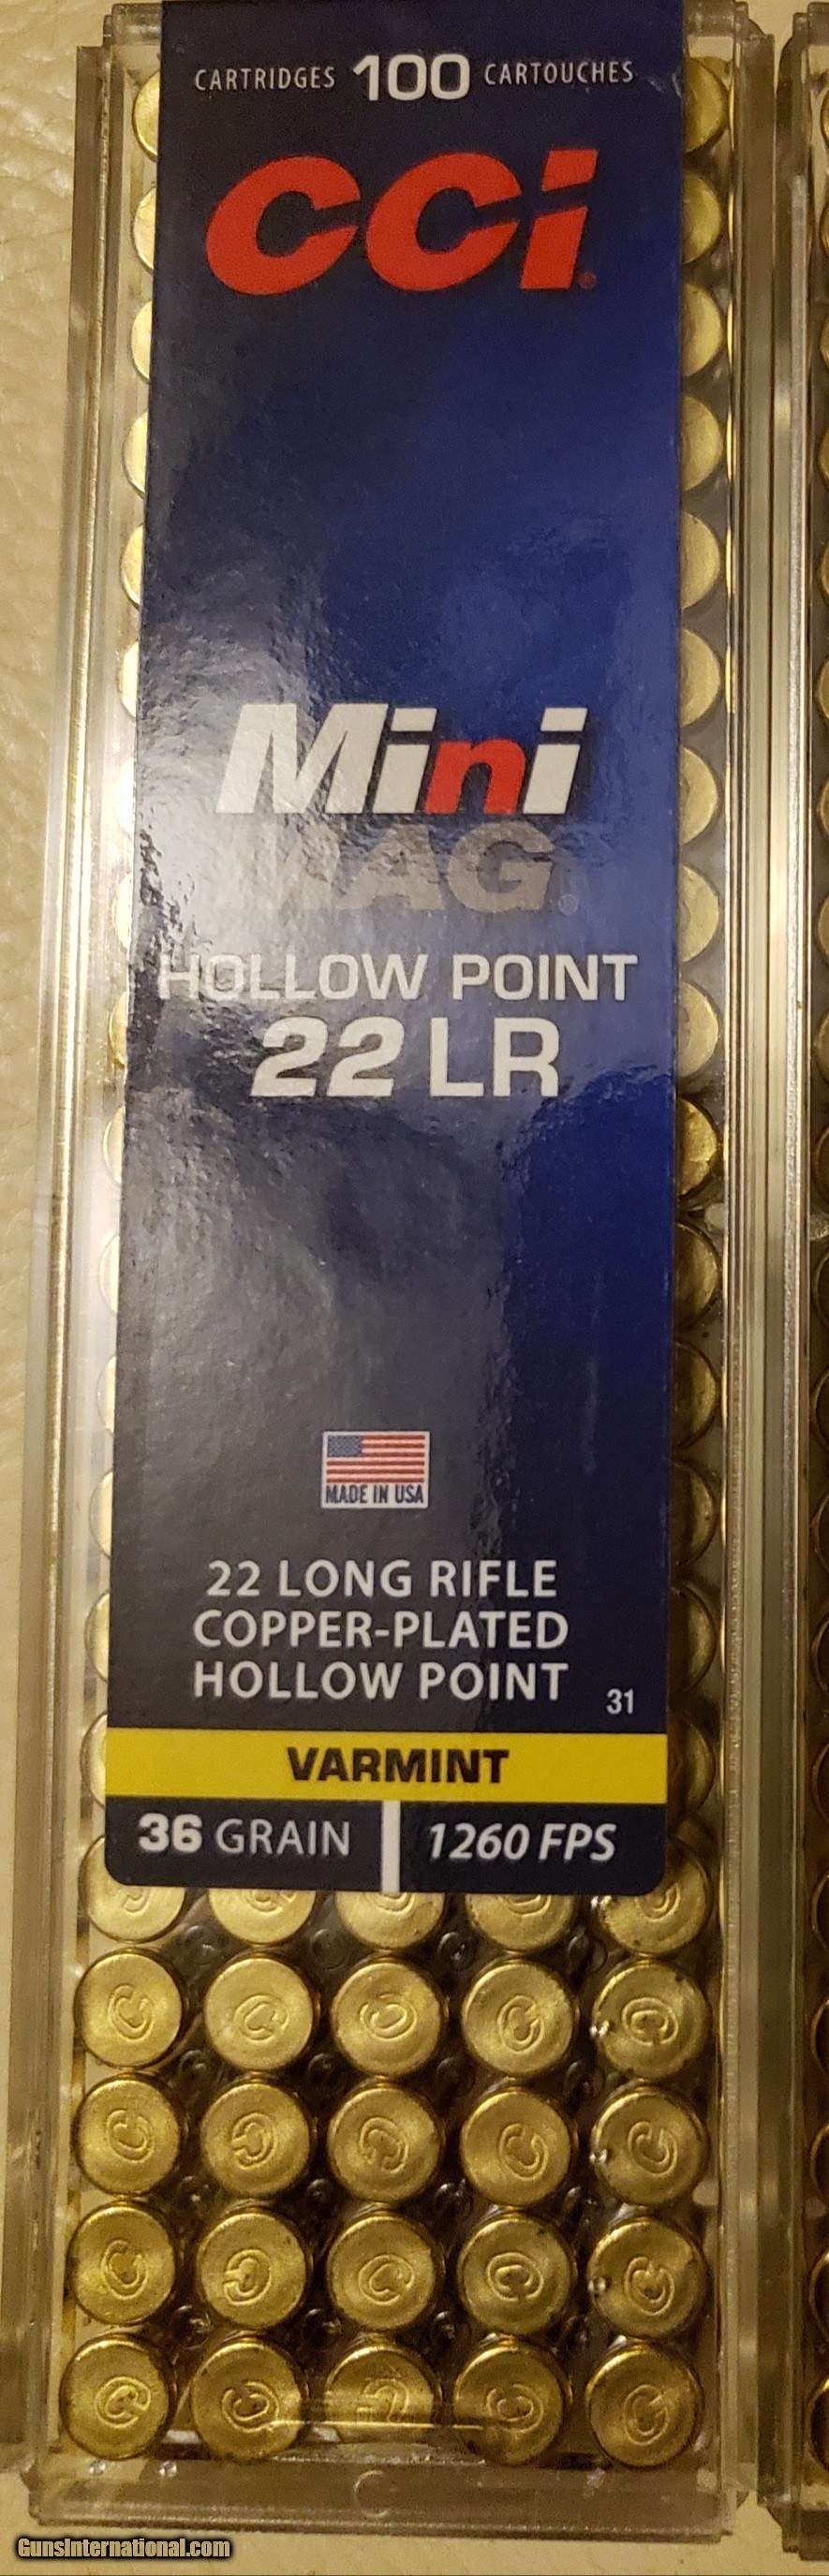 CARTRIDGES 100 CARTOUCHES
CCi
Mini
MAG®
HOLLOW POINT
22 LR
MADE IN USA
22 LONG RIFLE
COPPER-PLATED
HOLLOW POINT
31
VARMINT
36 GRAIN
1260 FPS
C C C C C
C C C C C
C C C C C
C C C C C
C C C C C
GunsInternational.com